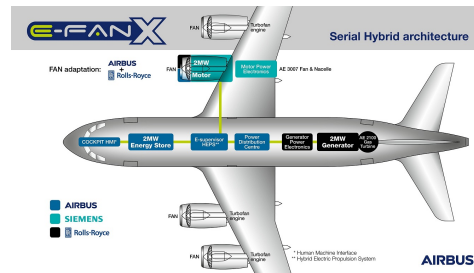 E-FAN X
Serial Hybrid architecture
FAN
Turbofan
engine
FAN adaptation:
AIRBUS
+
Rolls-Royce
FAN
2MW
Motor
Motor Power
Electronics
AE 3007 Fan & Nacelle
COCKPIT HMI*
2MW
Energy Store
E-supervisor
HEPS**
Power
Distribution
Centre
Generator
Power
Electronics
2MW
Generator
AE 2100
Gas
Turbine
AIRBUS
SIEMENS
Rolls-Royce
FAN
Turbofan
engine
FAN
Turbofan
engine
* Human Machine Interface
** Hybrid Electric Propulsion System
AIRBUS